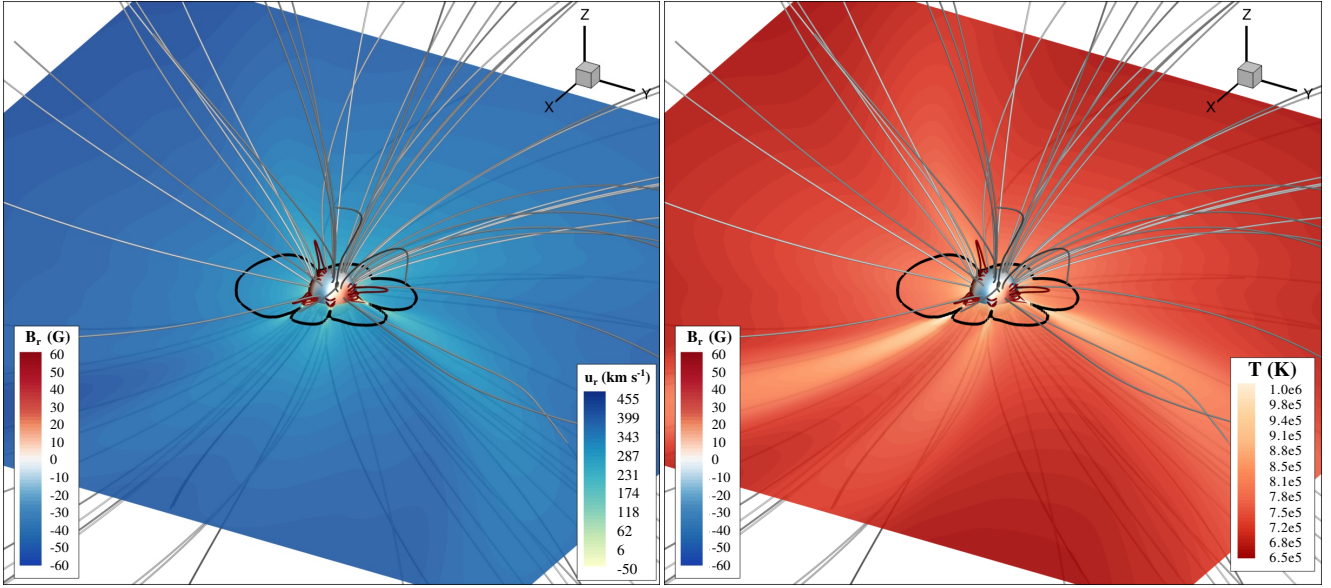 Z
X
Y
B_r (G)
60
50
40
30
20
10
0
-10
-20
-30
-40
-50
-60
u_r (km s^-1)
455
399
343
287
231
174
118
62
6
-50
Z
X
Y
B_r (G)
60
50
40
30
20
10
0
-10
-20
-30
-40
-50
-60
T (K)
1.0e6
9.8e5
9.4e5
9.1e5
8.8e5
8.5e5
8.1e5
7.8e5
7.5e5
7.2e5
6.8e5
6.5e5